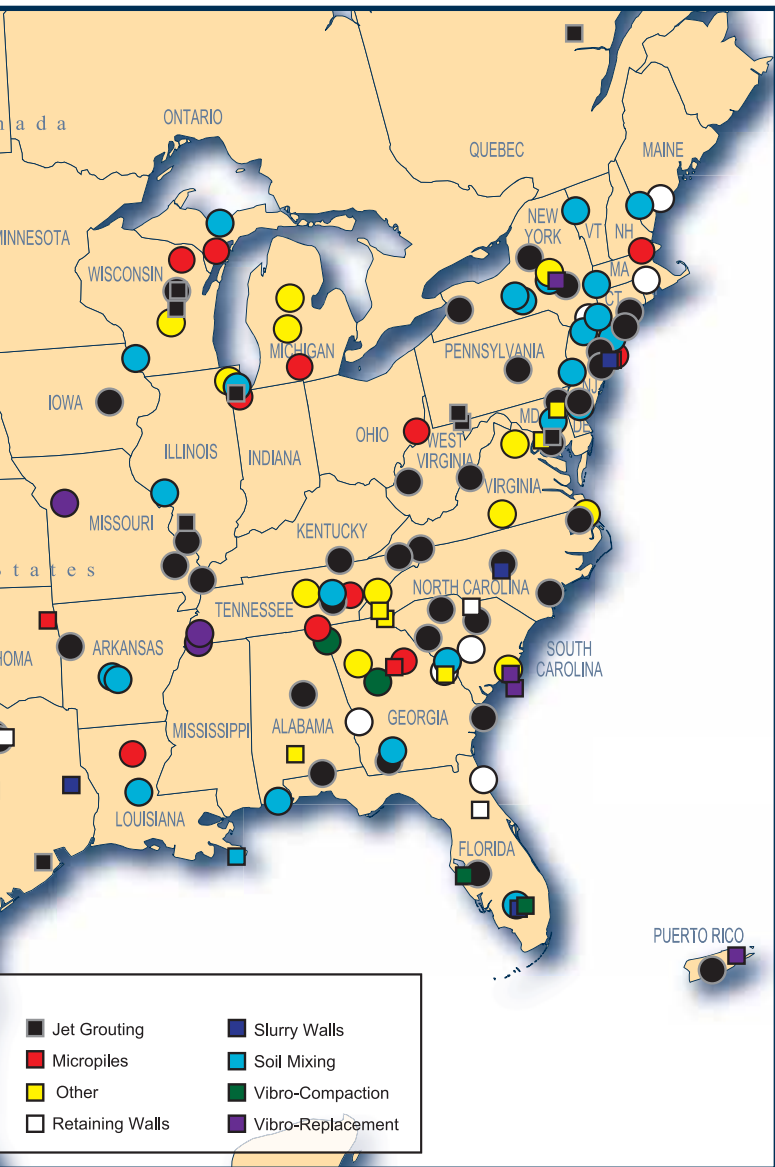 ONTARIO
nada
QUEBEC
MAINE
MINNESOTA
NEW
YORK
VT
NH
WISCONSIN
MA
CT
MICHIGAN
PENNSYLVANIA
IOWA
NJ
MD
DE
OHIO
WEST
VIRGINIA
ILLINOIS
INDIANA
VIRGINIA
MISSOURI
KENTUCKY
states
NORTH CAROLINA
TENNESSEE
HOMA
ARKANSAS
SOUTH
CAROLINA
MISSISSIPPI
ALABAMA
GEORGIA
LOUISIANA
FLORIDA
PUERTO RICO
Jet Grouting
Micropiles
Other
Retaining Walls
Slurry Walls
Soil Mixing
Vibro-Compaction
Vibro-Replacement